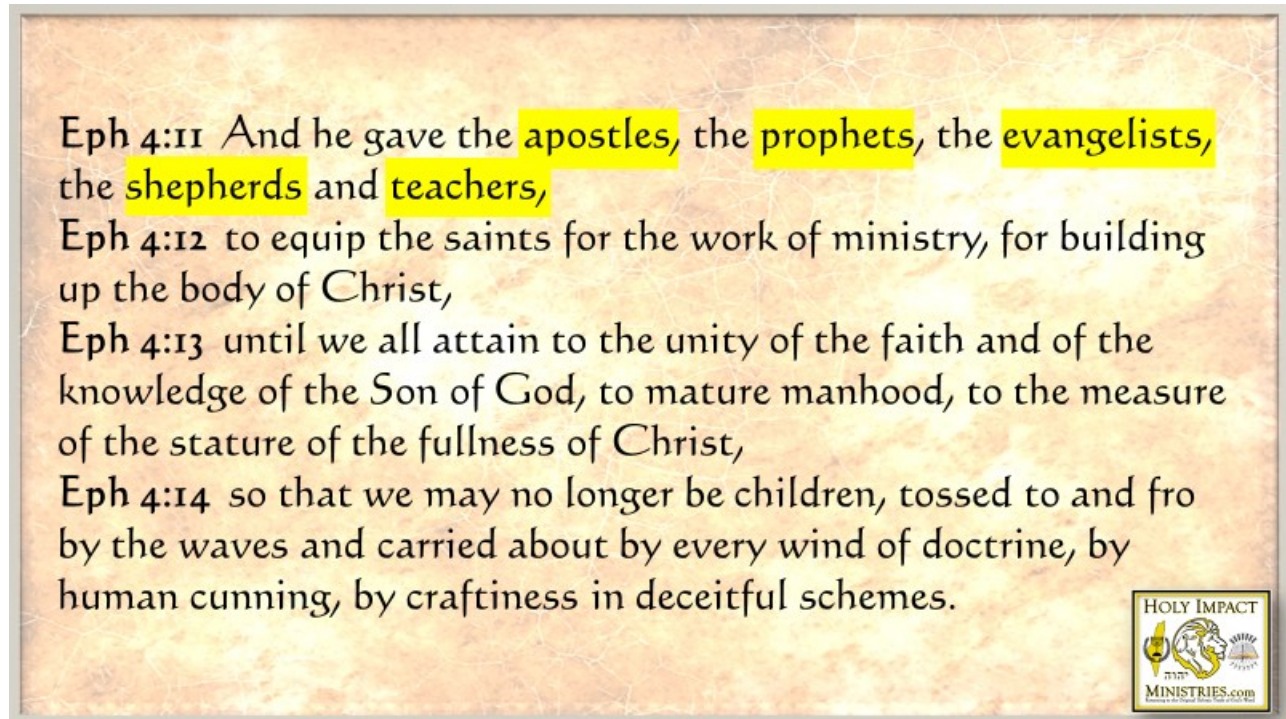 Eph 4:11 And he gave the apostles, the prophets, the evangelists,
the shepherds and teachers,
Eph 4:12 to equip the saints for the work of ministry, for building
up the body of Christ,
Eph 4:13 until we all attain to the unity of the faith and of the
knowledge of the Son of God, to mature manhood, to the measure
of the stature of the fullness of Christ,
Eph 4:14 so that we may no longer be children, tossed to and fro
by the waves and carried about by every wind of doctrine, by
human cunning, by craftiness in deceitful schemes.
HOLY IMPACT
יהוה
MINISTRIES.com